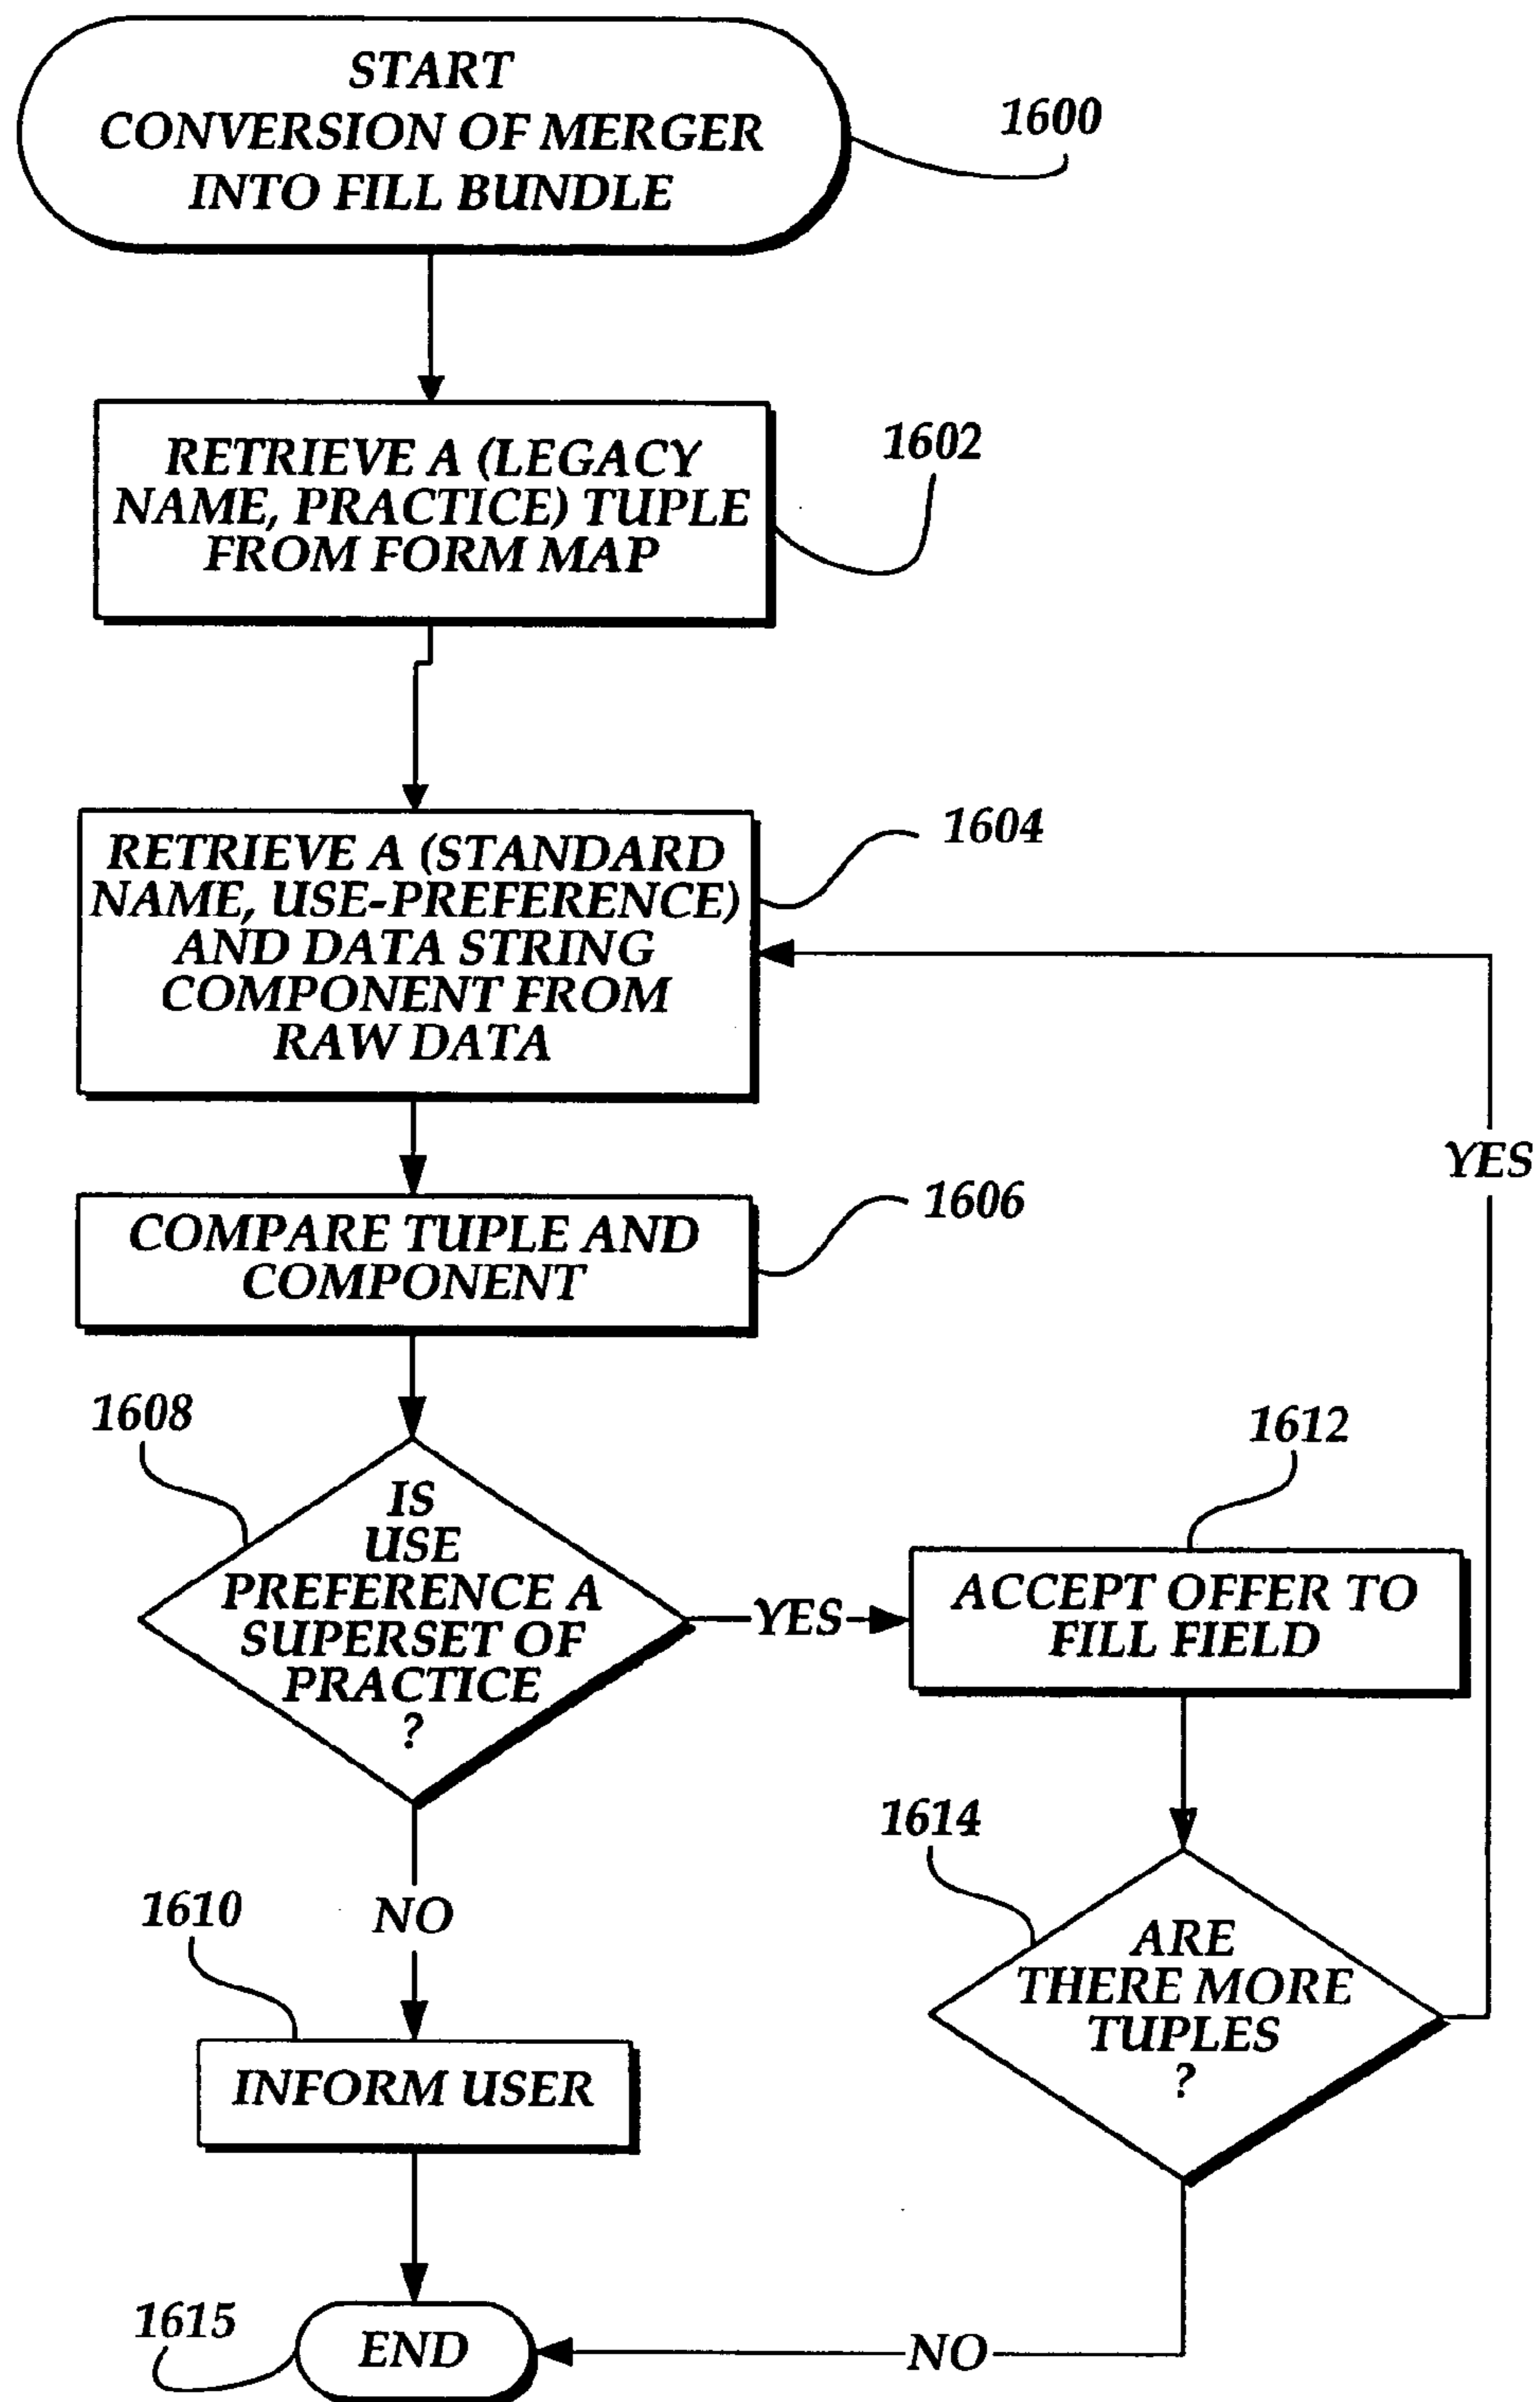 START
CONVERSION OF MERGER
INTO FILL BUNDLE
1600
RETRIEVE A (LEGACY
NAME, PRACTICE) TUPLE
FROM FORM MAP
1602
RETRIEVE A (STANDARD
NAME, USE-PREFERENCE)
AND DATA STRING
COMPONENT FROM
RAW DATA
1604
YES
COMPARE TUPLE AND
COMPONENT
1606
1608
IS
USE
PREFERENCE A
SUPERSET OF
PRACTICE
?
YES
1612
ACCEPT OFFER TO
FILL FIELD
1614
ARE
THERE MORE
TUPLES
?
NO
1610
INFORM USER
1615
END
NO